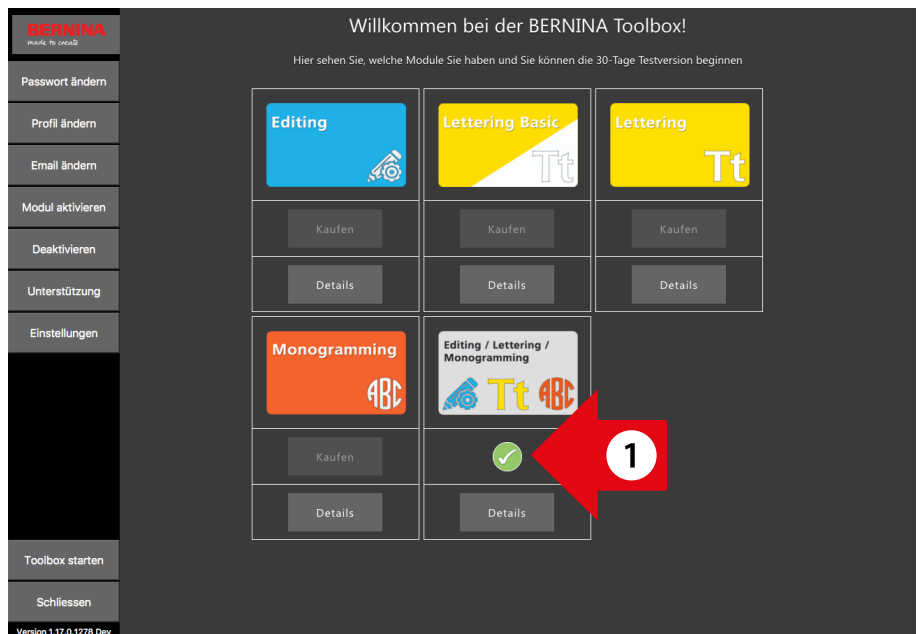 BERNINA
made to create
Passwort ändern
Profil ändern
Email ändern
Modul aktivieren
Deaktivieren
Unterstützung
Einstellungen
Toolbox starten
Schliessen
Version 1.17.0.1278 Dev
Willkommen bei der BERNINA Toolbox!
Hier sehen Sie, welche Module Sie haben und Sie können die 30-Tage Testversion beginnen
Editing
Lettering Basic
Tt
Lettering
Tt
Kaufen
Kaufen
Kaufen
Details
Details
Details
Monogramming
ABC
Editing / Lettering /
Monogramming
Tt ABC
Kaufen
1
Details
Details